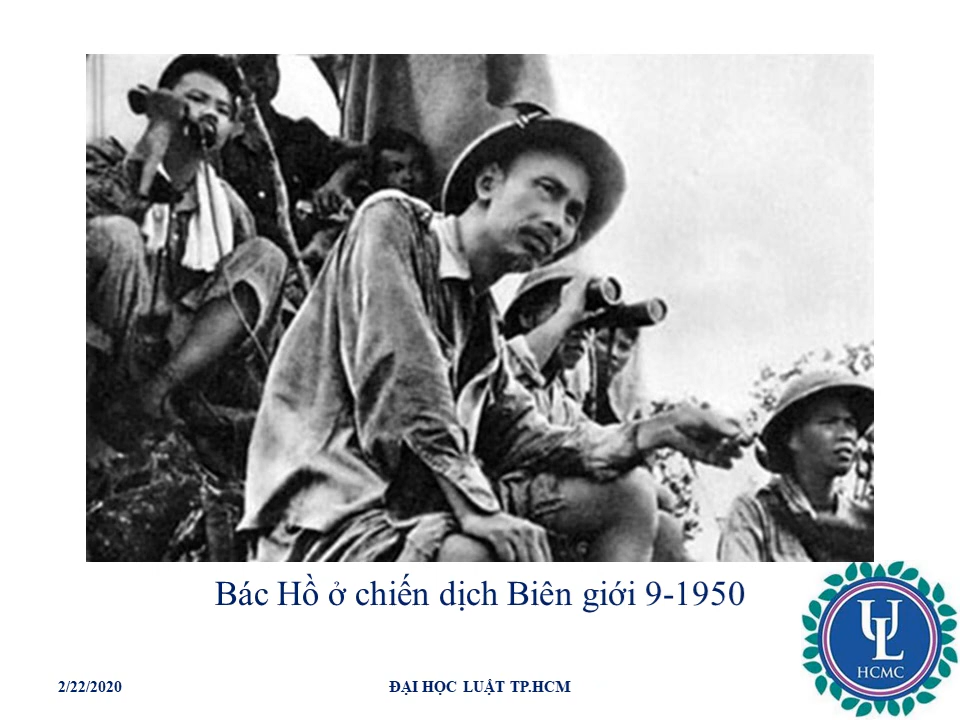 Bác Hồ ở chiến dịch Biên giới 9-1950
UL
HCMC
2/22/2020
ĐẠI HỌC LUẬT TP.HCM